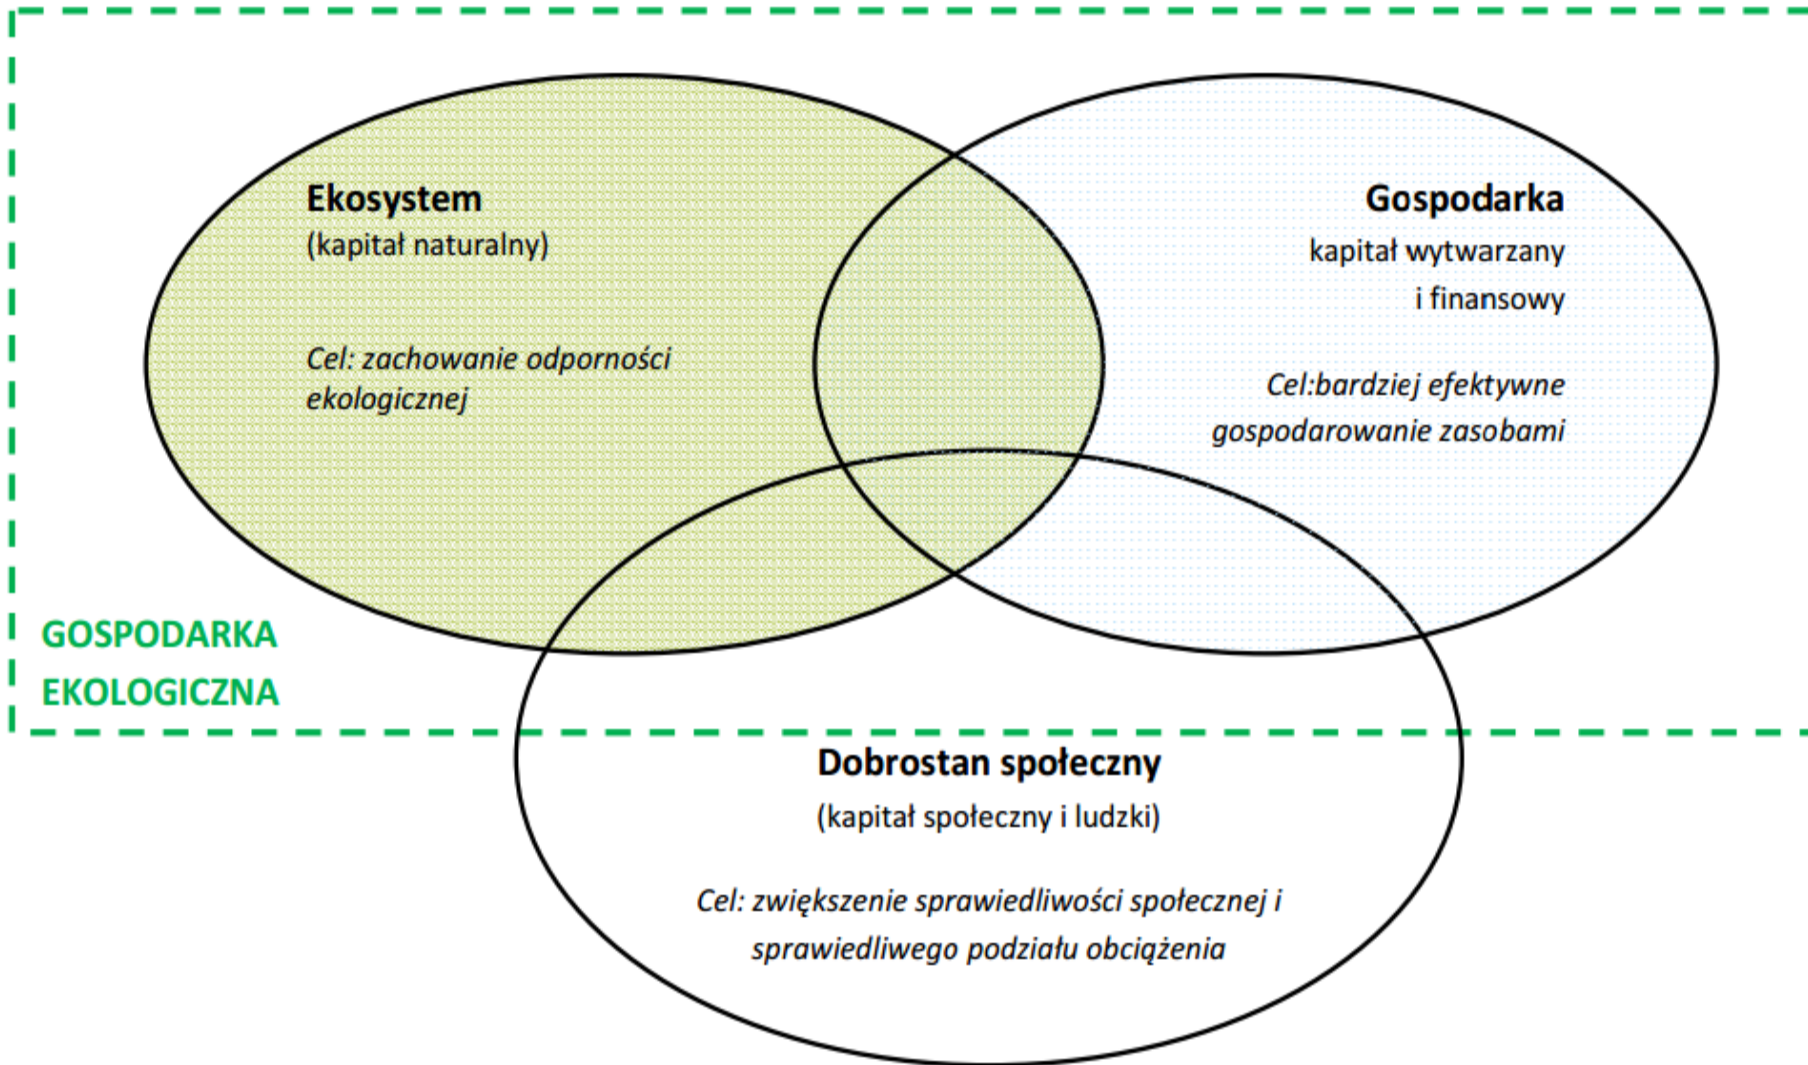 Ekosystem
(kapitał naturalny)
Cel: zachowanie odporności
ekologicznej
Gospodarka
kapitał wytwarzany
i finansowy
Cel:bardziej efektywne
gospodarowanie zasobami
GOSPODARKA
EKOLOGICZNA
Dobrostan społeczny
(kapitał społeczny i ludzki)
Cel: zwiększenie sprawiedliwości społecznej i
sprawiedliwego podziału obciążenia